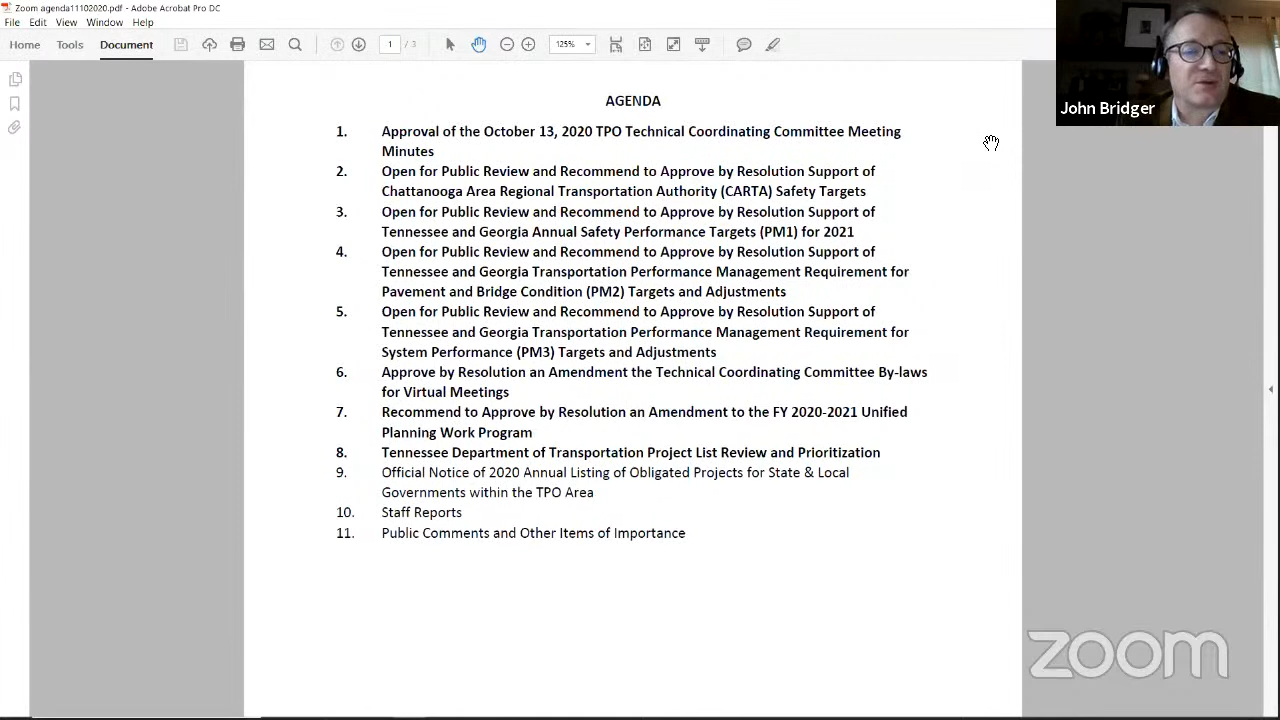 Zoom agenda11102020.pdf - Adobe Acrobat Pro DC
File Edit View Window Help
Home Tools Document 1 / 3 125%
John Bridger
AGENDA
1. Approval of the October 13, 2020 TPO Technical Coordinating Committee Meeting
Minutes
2. Open for Public Review and Recommend to Approve by Resolution Support of
Chattanooga Area Regional Transportation Authority (CARTA) Safety Targets
3. Open for Public Review and Recommend to Approve by Resolution Support of
Tennessee and Georgia Annual Safety Performance Targets (PM1) for 2021
4. Open for Public Review and Recommend to Approve by Resolution Support of
Tennessee and Georgia Transportation Performance Management Requirement for
Pavement and Bridge Condition (PM2) Targets and Adjustments
5. Open for Public Review and Recommend to Approve by Resolution Support of
Tennessee and Georgia Transportation Performance Management Requirement for
System Performance (PM3) Targets and Adjustments
6. Approve by Resolution an Amendment the Technical Coordinating Committee By-laws
for Virtual Meetings
7. Recommend to Approve by Resolution an Amendment to the FY 2020-2021 Unified
Planning Work Program
8. Tennessee Department of Transportation Project List Review and Prioritization
9. Official Notice of 2020 Annual Listing of Obligated Projects for State & Local
Governments within the TPO Area
10. Staff Reports
11. Public Comments and Other Items of Importance
zoom